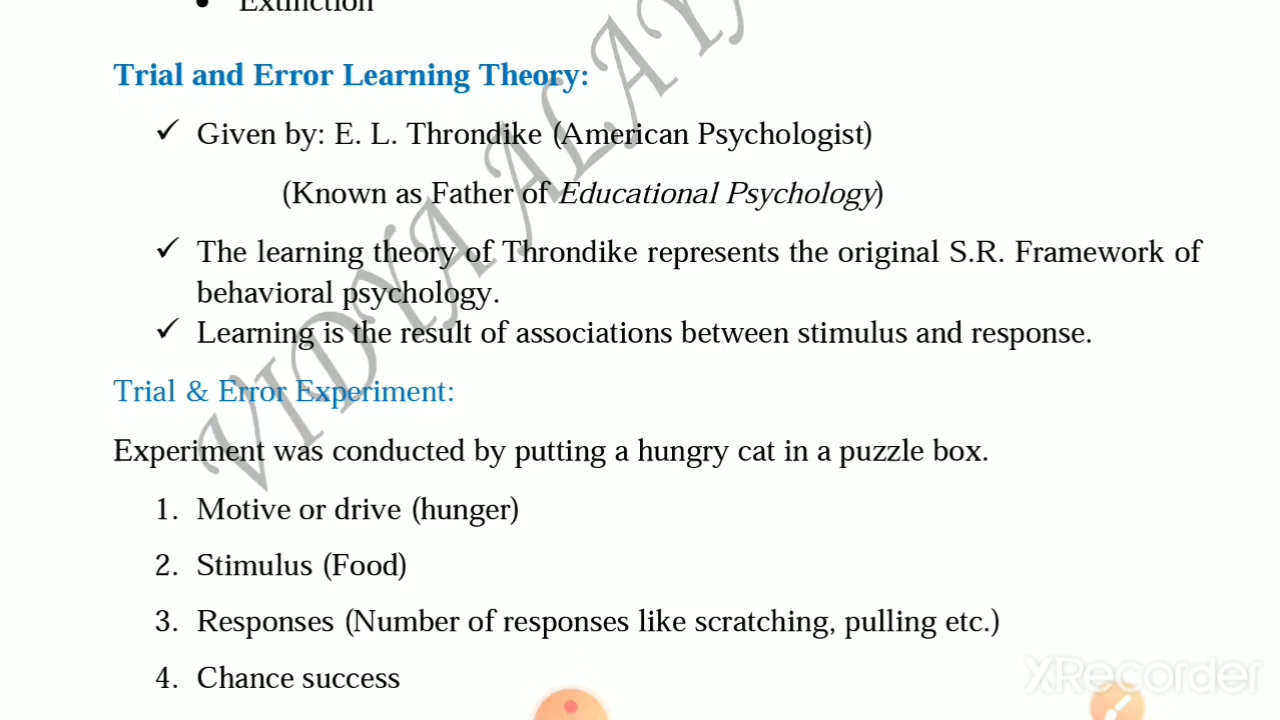 • Extinction
Trial and Error Learning Theory:
✓ Given by: E. L. Throndike (American Psychologist)
(Known as Father of Educational Psychology)
✓ The learning theory of Throndike represents the original S.R. Framework of
behavioral psychology.
✓ Learning is the result of associations between stimulus and response.
Trial & Error Experiment:
Experiment was conducted by putting a hungry cat in a puzzle box.
1. Motive or drive (hunger)
2. Stimulus (Food)
3. Responses (Number of responses like scratching, pulling etc.)
4. Chance success
VIDYA ALAYA
XRecorder